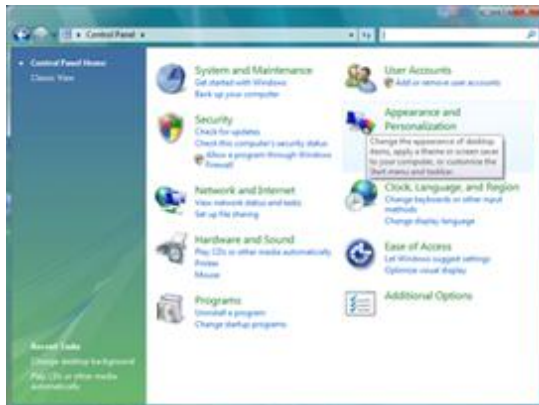 Control Panel
Control Panel Home
Classic View
System and Maintenance
Get started with Windows
Back up your computer
Security
Check for updates
Check this computer's security status
Allow a program through Windows
Firewall
Network and Internet
View network status and tasks
Set up file sharing
Hardware and Sound
Play CDs or other media automatically
Printer
Mouse
Programs
Uninstall a program
Change startup programs
User Accounts
Add or remove user accounts
Appearance and
Personalization
Change the appearance of desktop
items, apply a theme or screen saver
to your computer, or customize the
Start menu and taskbar.
Clock, Language, and Region
Change keyboards or other input
methods
Change display language
Ease of Access
Let Windows suggest settings
Optimize visual display
Additional Options
Recent Tasks
Change desktop background
Play CDs or other media
automatically